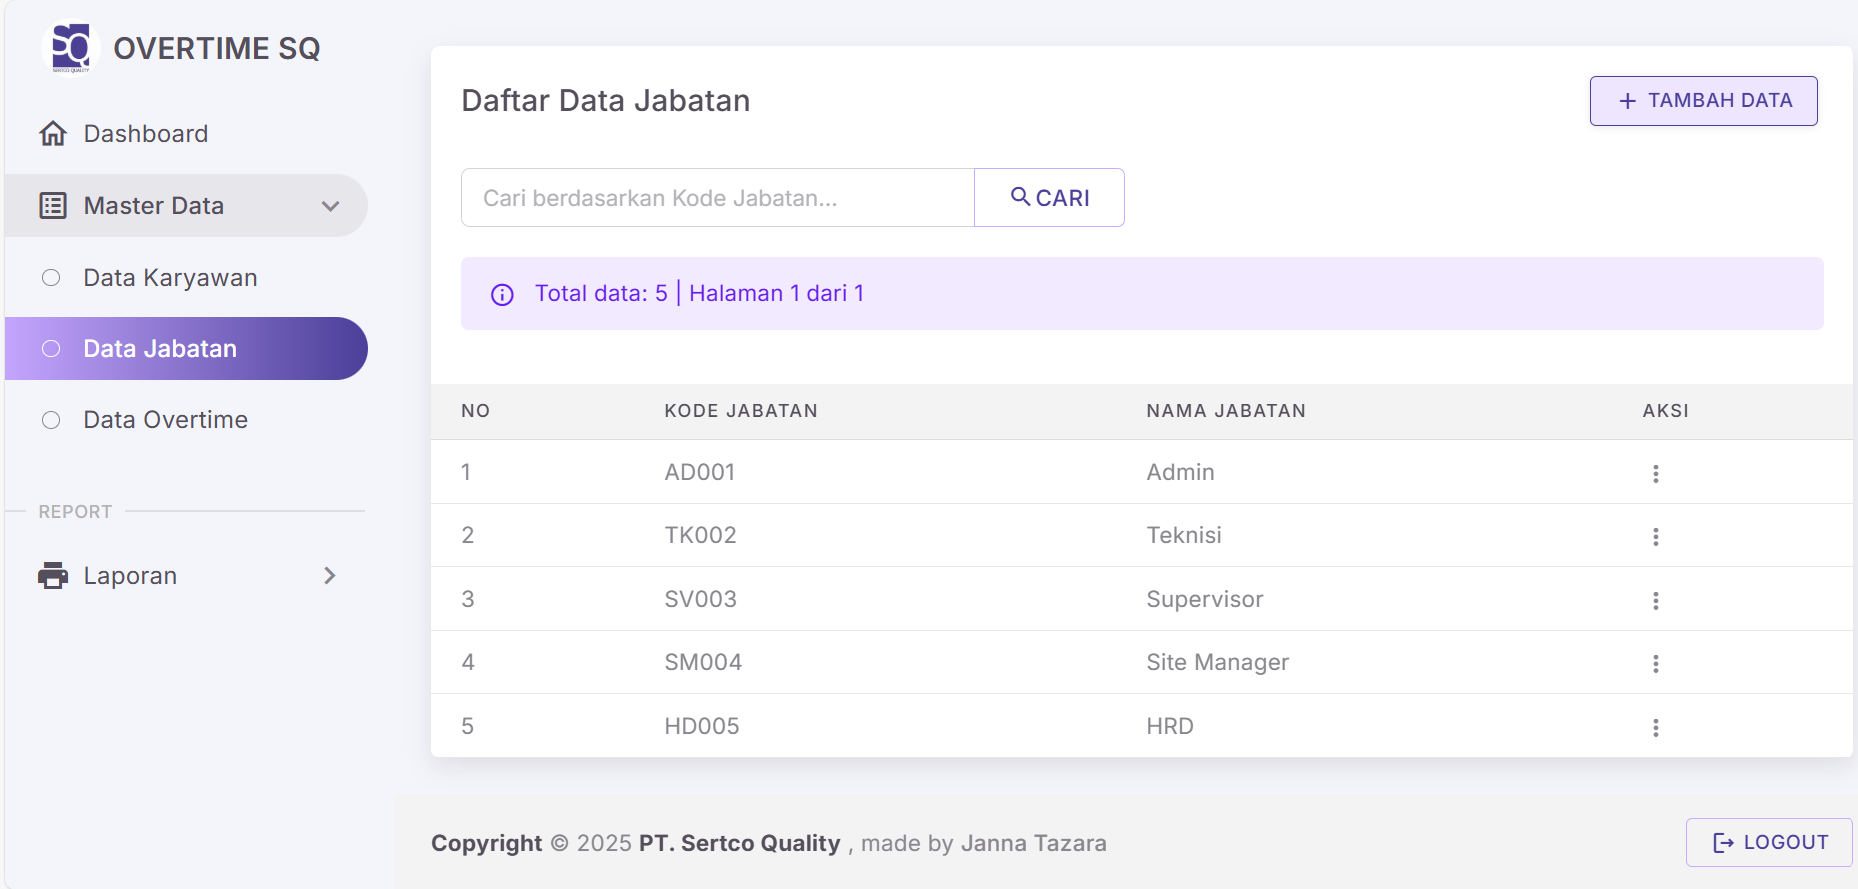 SQ
SERTCO QUALITY
OVERTIME SQ
Dashboard
Master Data
Data Karyawan
Data Jabatan
Data Overtime
REPORT
Laporan
Daftar Data Jabatan
+ TAMBAH DATA
Cari berdasarkan Kode Jabatan...
CARI
Total data: 5 | Halaman 1 dari 1
NO KODE JABATAN NAMA JABATAN AKSI
1 AD001 Admin
2 TK002 Teknisi
3 SV003 Supervisor
4 SM004 Site Manager
5 HD005 HRD
Copyright © 2025 PT. Sertco Quality , made by Janna Tazara
LOGOUT